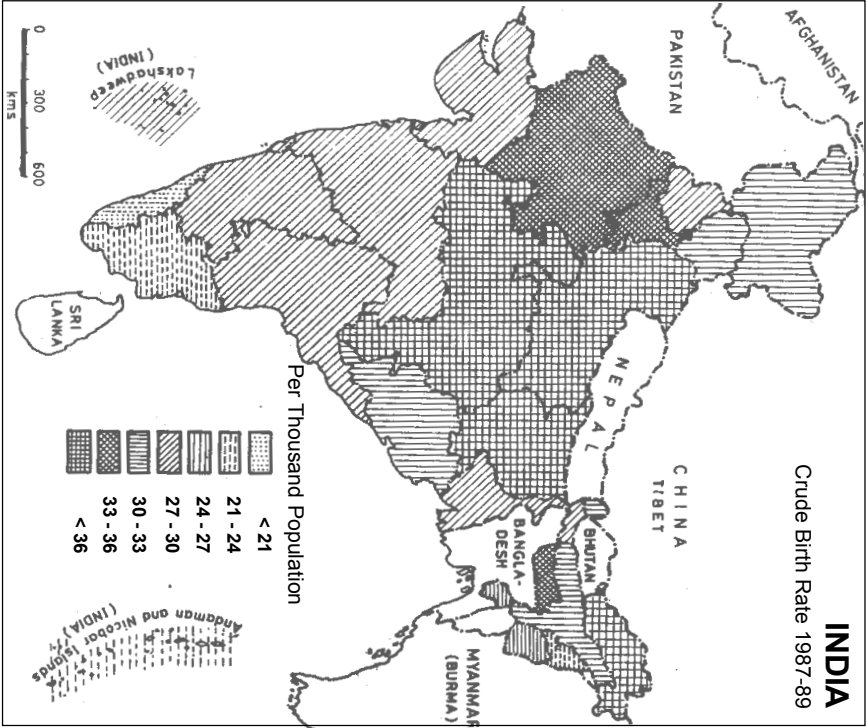 INDIA
Crude Birth Rate 1987-89
AFGHANISTAN
PAKISTAN
CHINA
TIBET
NEPAL
BHUTAN
BANGLA-
DESH
MYANMAR
(BURMA)
SRI
LANKA
Lakshadweep
(INDIA)
Andaman and Nicobar Islands
(INDIA)
0 300 600
kms
Per Thousand Population
< 21
21 - 24
24 - 27
27 - 30
30 - 33
33 - 36
< 36